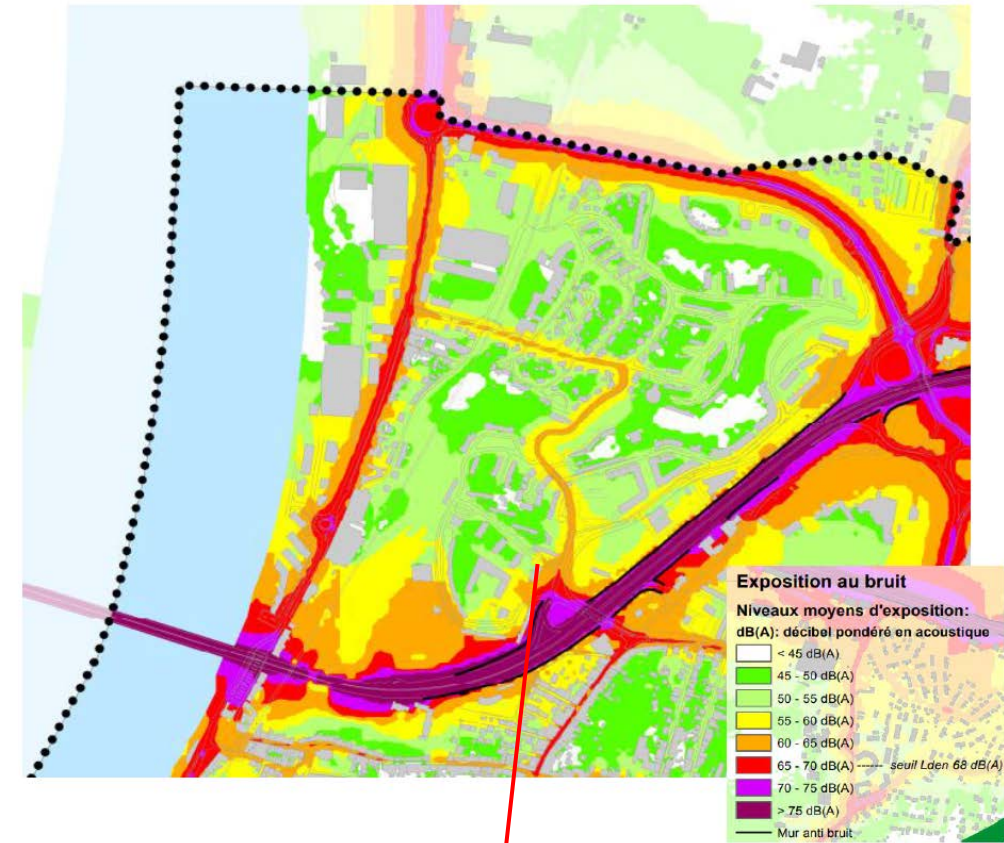 Exposition au bruit
Niveaux moyens d'exposition:
dB(A): décibel pondéré en acoustique
< 45 dB(A)
45 - 50 dB(A)
50 - 55 dB(A)
55 - 60 dB(A)
60 - 65 dB(A)
65 - 70 dB(A) ------ seuil Lden 68 dB(A)
70 - 75 dB(A)
> 75 dB(A)
Mur anti bruit